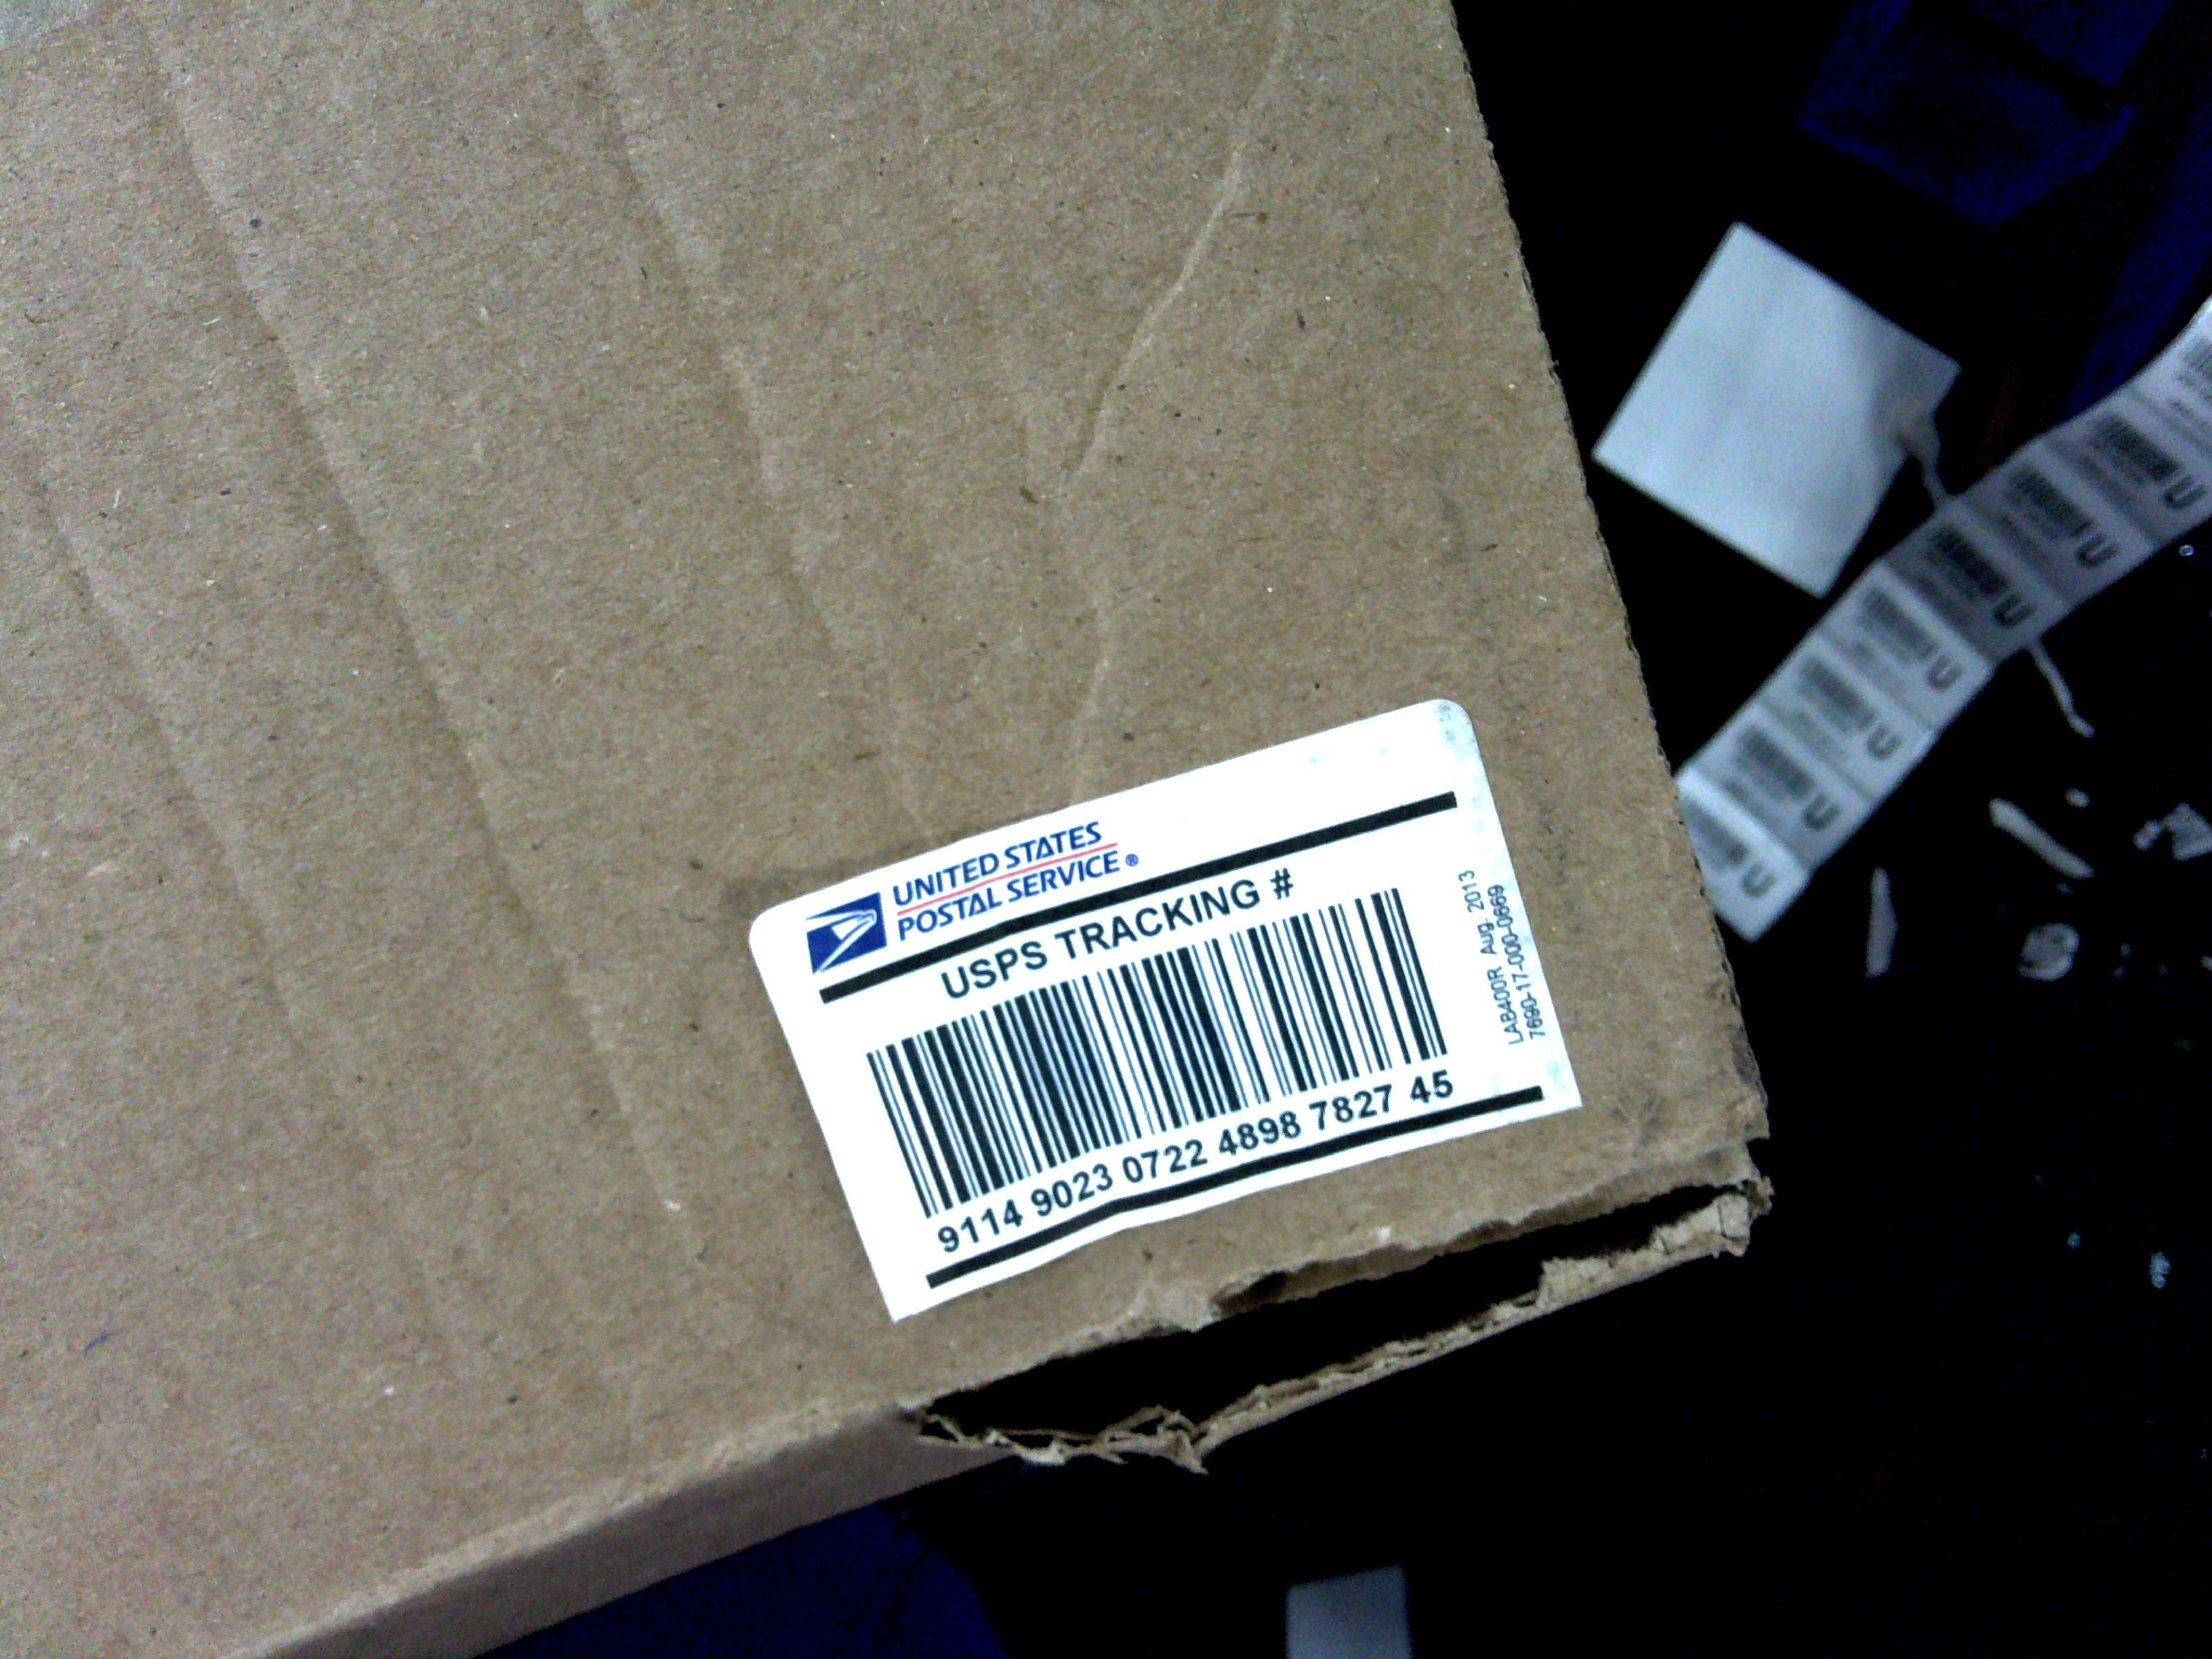 UNITED STATES
POSTAL SERVICE®
USPS TRACKING #
9114 9023 0722 4898 7827 45
LAB400R Aug. 2013
7690-17-000-0669
U
U
U
U
U
U
U